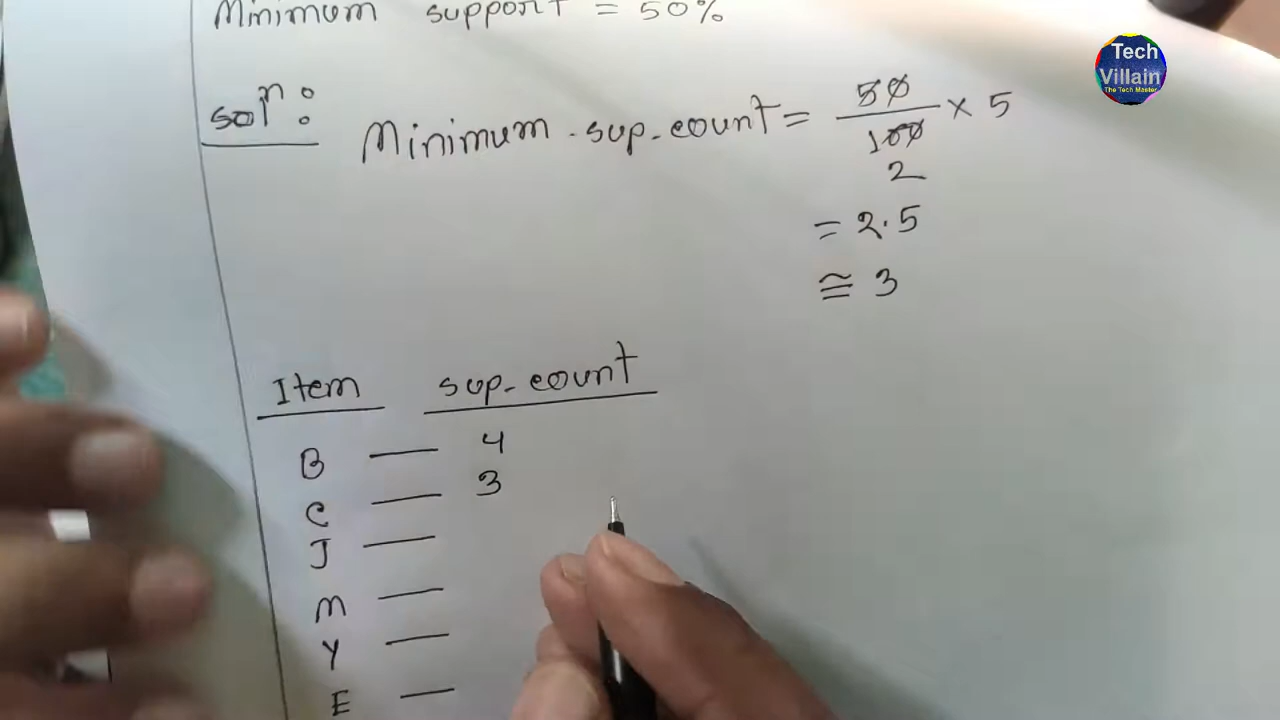 Minimum support = 50%
Tech
Villain
The Tech Master
Solⁿ: Minimum sup. count = 50/100 × 5
2
= 2.5
≅ 3
Item sup. count
B — 4
C — 3
J —
M —
Y —
E —